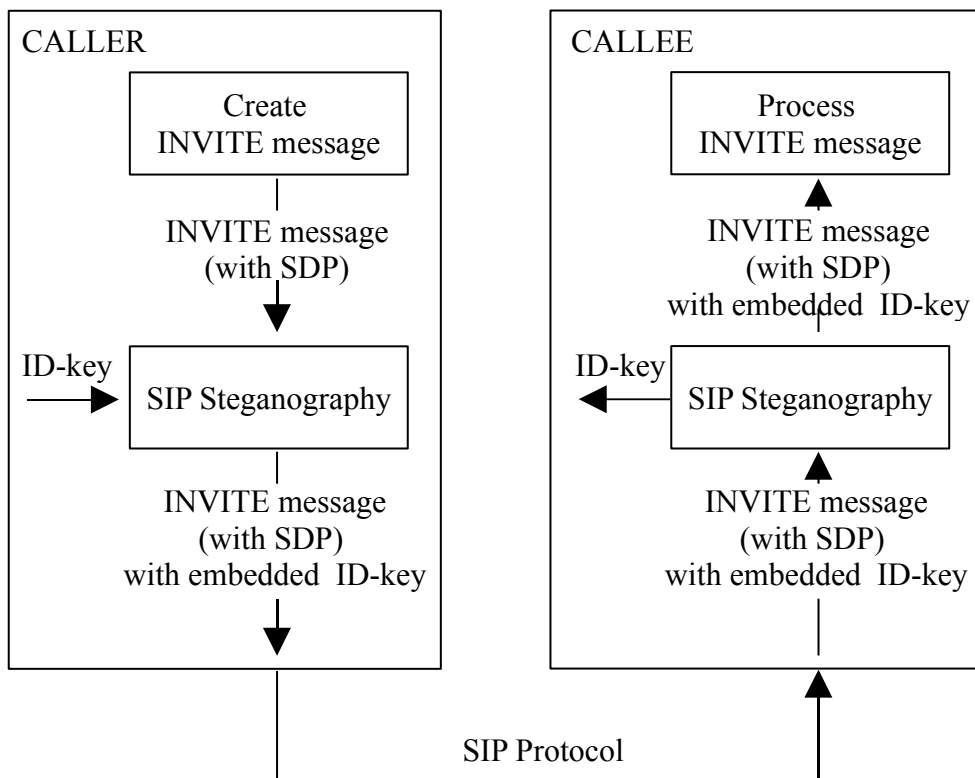 CALLER
Create
INVITE message
INVITE message
(with SDP)
ID-key
SIP Steganography
INVITE message
(with SDP)
with embedded ID-key
CALLEE
Process
INVITE message
INVITE message
(with SDP)
with embedded ID-key
ID-key
SIP Steganography
INVITE message
(with SDP)
with embedded ID-key
SIP Protocol